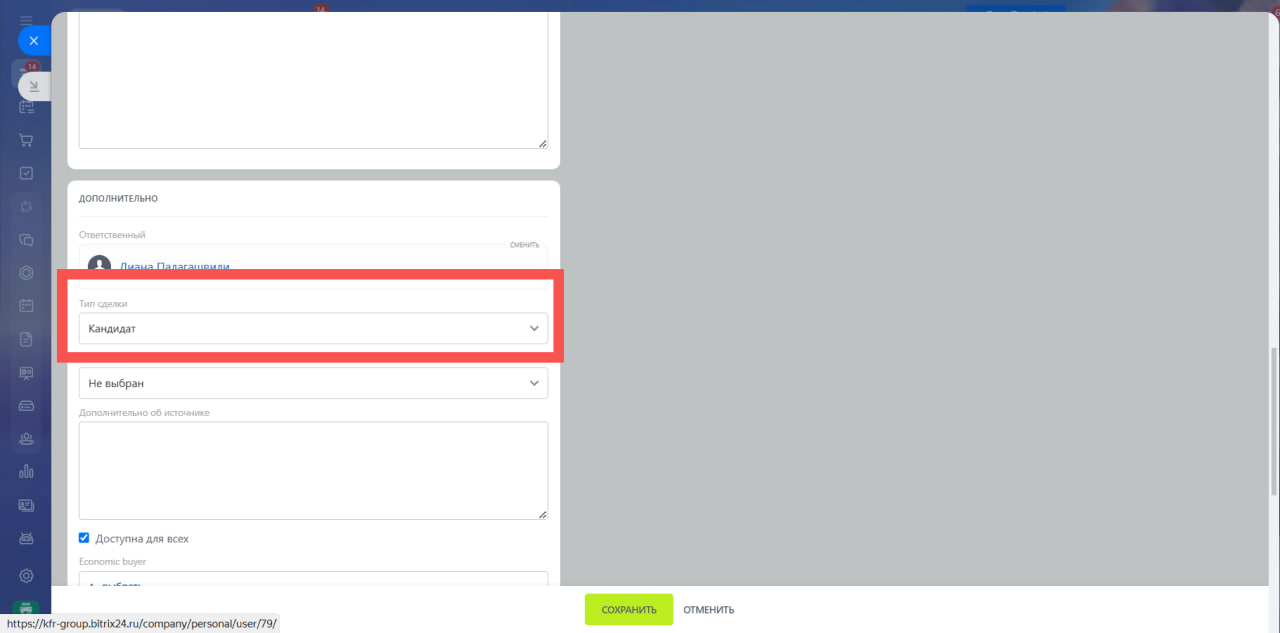 14
14
ДОПОЛНИТЕЛЬНО
Ответственный
СМЕНИТЬ
Диана Палагашвили
Тип сделки
Кандидат
Не выбран
Дополнительно об источнике
Доступна для всех
Economic buyer
СОХРАНИТЬ ОТМЕНИТЬ
https://kfr-group.bitrix24.ru/company/personal/user/79/